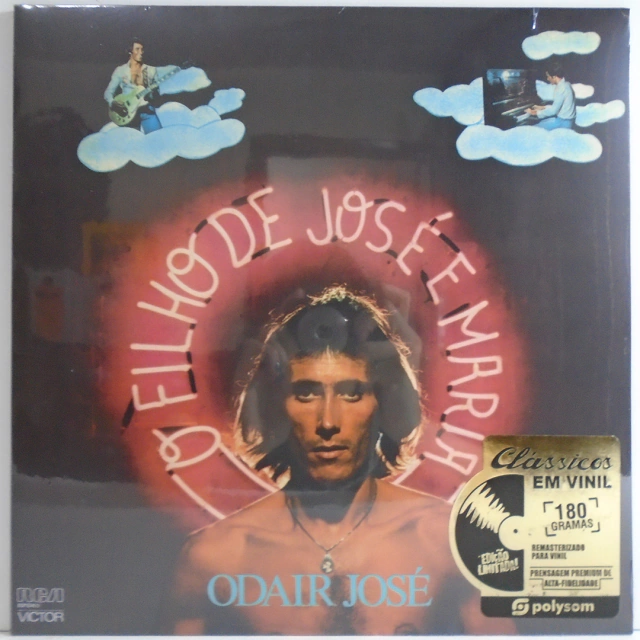 O FILHO DE JOSÉ E MARIA
ODAIR JOSÉ
RCA
VICTOR
Clássicos
EM VINIL
180
GRAMAS
EDIÇÃO
LIMITADA!
REMASTERIZADO
PARA VINIL
PRENSAGEM PREMIUM DE
ALTA-FIDELIDADE
polysom